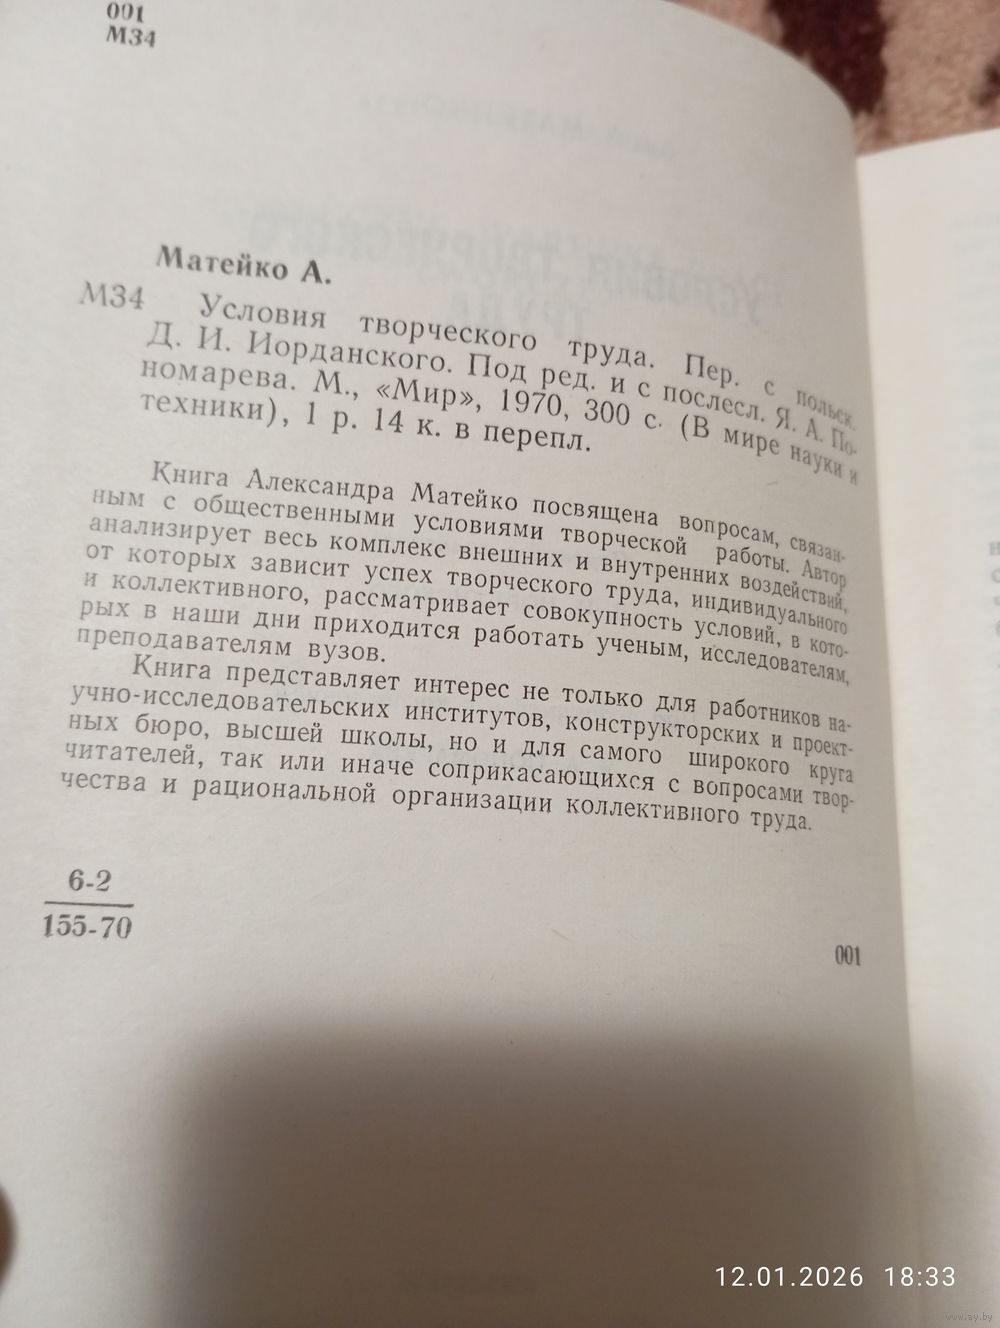 001
М34
Матейко А.
М34 Условия творческого труда. Пер. с польск.
Д. И. Иорданского. Под ред. и с послесл. Я. А. По-
номарева. М., «Мир», 1970, 300 с. (В мире науки и
техники), 1 р. 14 к. в перепл.
Книга Александра Матейко посвящена вопросам, связан-
ным с общественными условиями творческой работы. Автор
анализирует весь комплекс внешних и внутренних воздействий,
от которых зависит успех творческого труда, индивидуального
и коллективного, рассматривает совокупность условий, в кото-
рых в наши дни приходится работать ученым, исследователям,
преподавателям вузов.
Книга представляет интерес не только для работников на-
учно-исследовательских институтов, конструкторских и проект-
ных бюро, высшей школы, но и для самого широкого круга
читателей, так или иначе соприкасающихся с вопросами твор-
чества и рациональной организации коллективного труда.
6-2
155-70
001
12.01.2026 18:33
www.ay.by